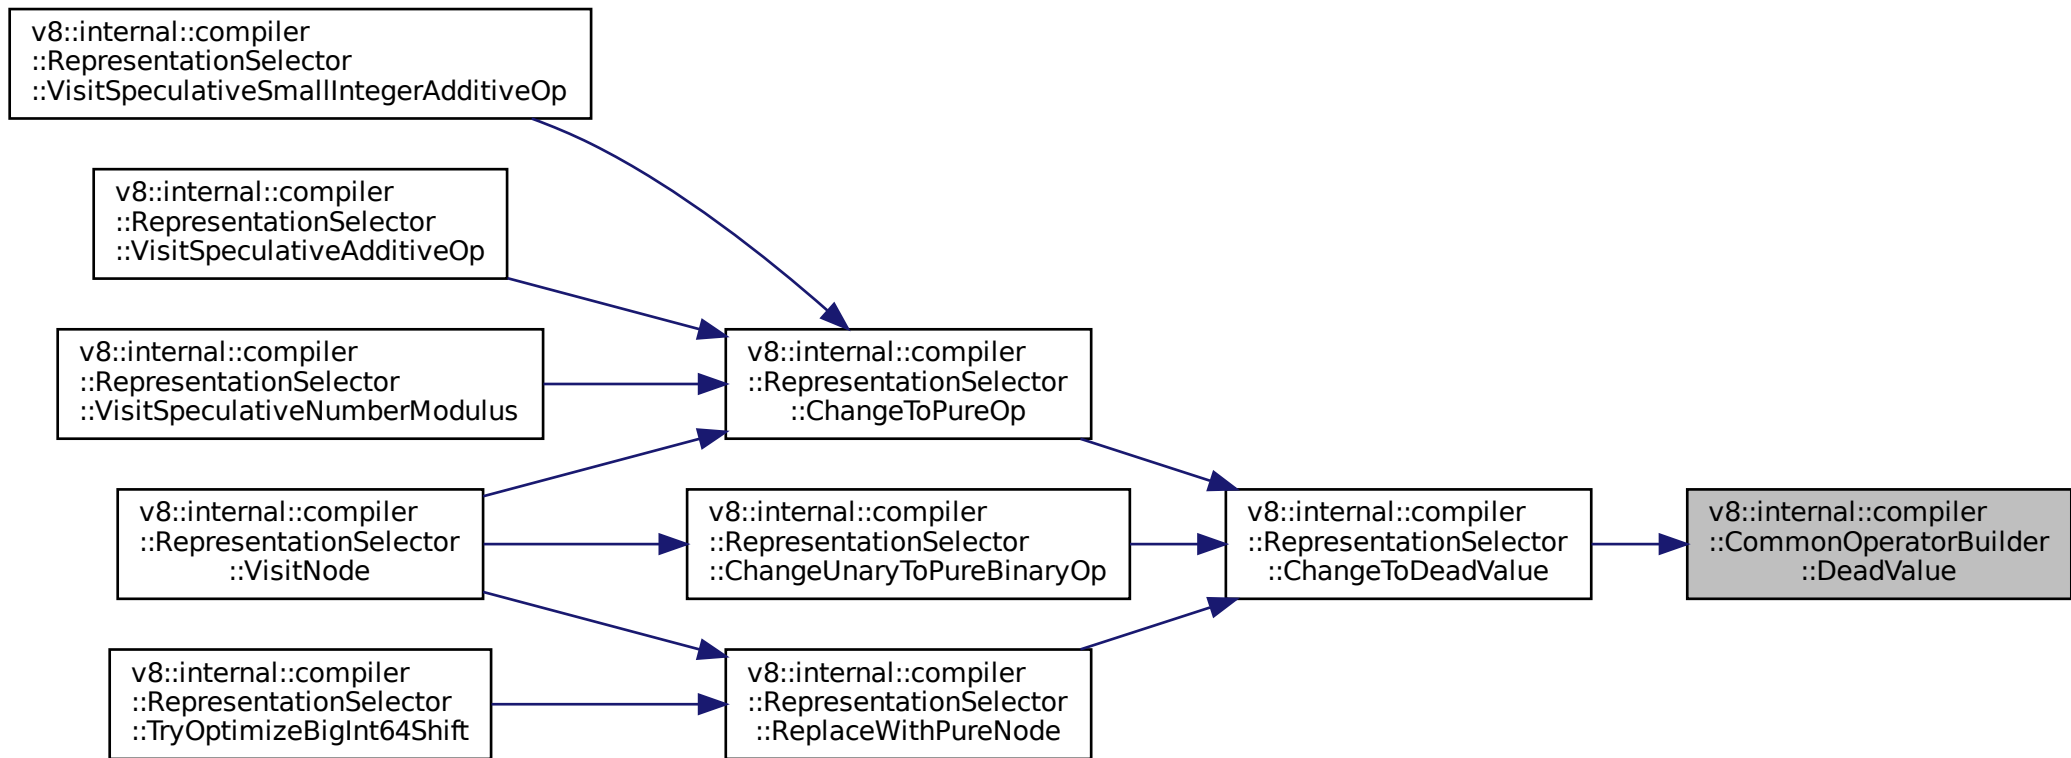 v8::internal::compiler
::RepresentationSelector
::VisitSpeculativeSmallIntegerAdditiveOp
v8::internal::compiler
::RepresentationSelector
::VisitSpeculativeAdditiveOp
v8::internal::compiler
::RepresentationSelector
::VisitSpeculativeNumberModulus
v8::internal::compiler
::RepresentationSelector
::ChangeToPureOp
v8::internal::compiler
::RepresentationSelector
::VisitNode
v8::internal::compiler
::RepresentationSelector
::ChangeUnaryToPureBinaryOp
v8::internal::compiler
::RepresentationSelector
::ChangeToDeadValue
v8::internal::compiler
::CommonOperatorBuilder
::DeadValue
v8::internal::compiler
::RepresentationSelector
::TryOptimizeBigInt64Shift
v8::internal::compiler
::RepresentationSelector
::ReplaceWithPureNode